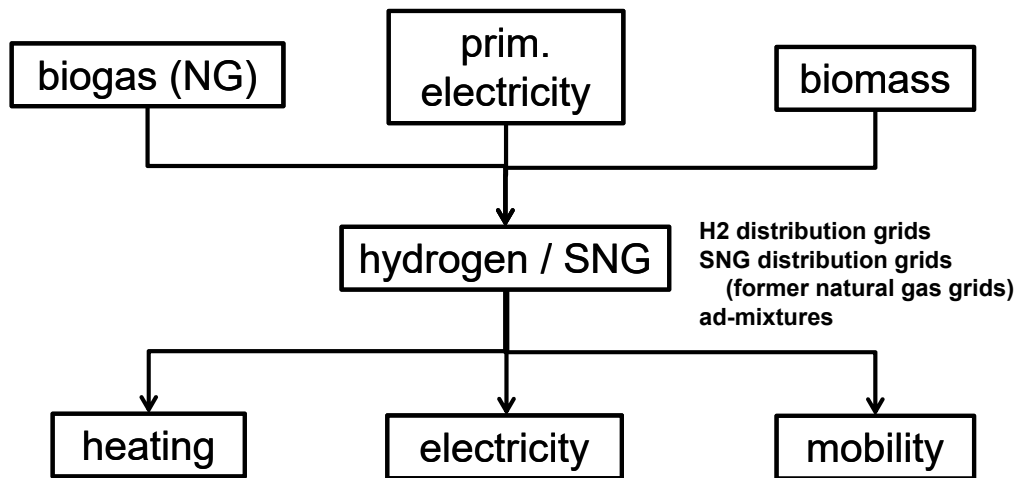 biogas (NG)
prim.
electricity
biomass
hydrogen / SNG
H2 distribution grids
SNG distribution grids
(former natural gas grids)
ad-mixtures
heating
electricity
mobility